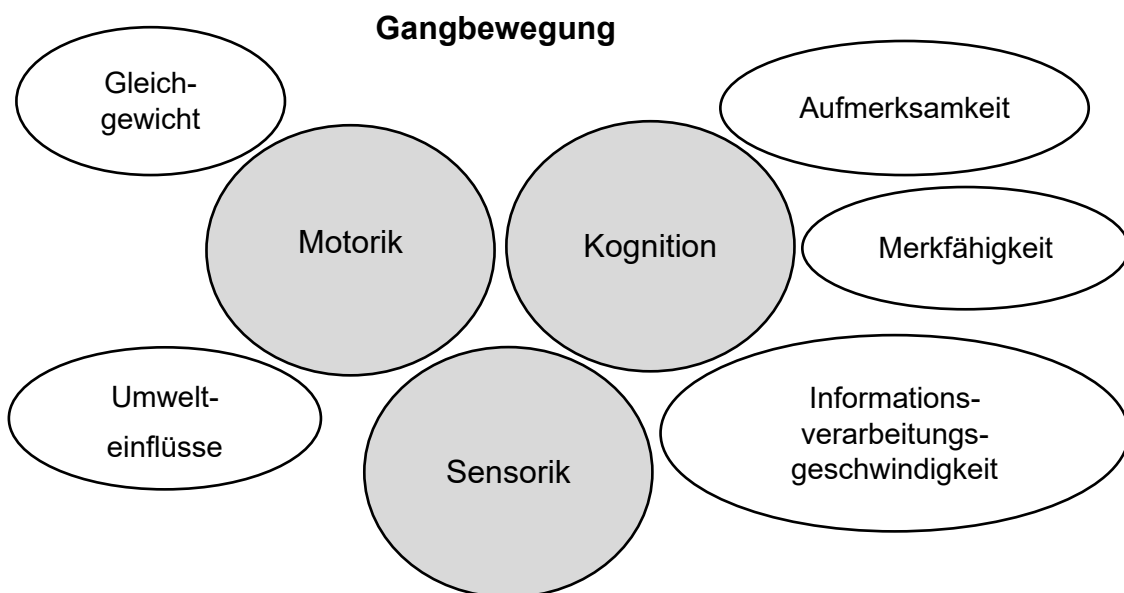 Gangbewegung
Gleich-
gewicht
Aufmerksamkeit
Motorik
Kognition
Merkfähigkeit
Umwelt-
einflüsse
Sensorik
Informations-
verarbeitungs-
geschwindigkeit